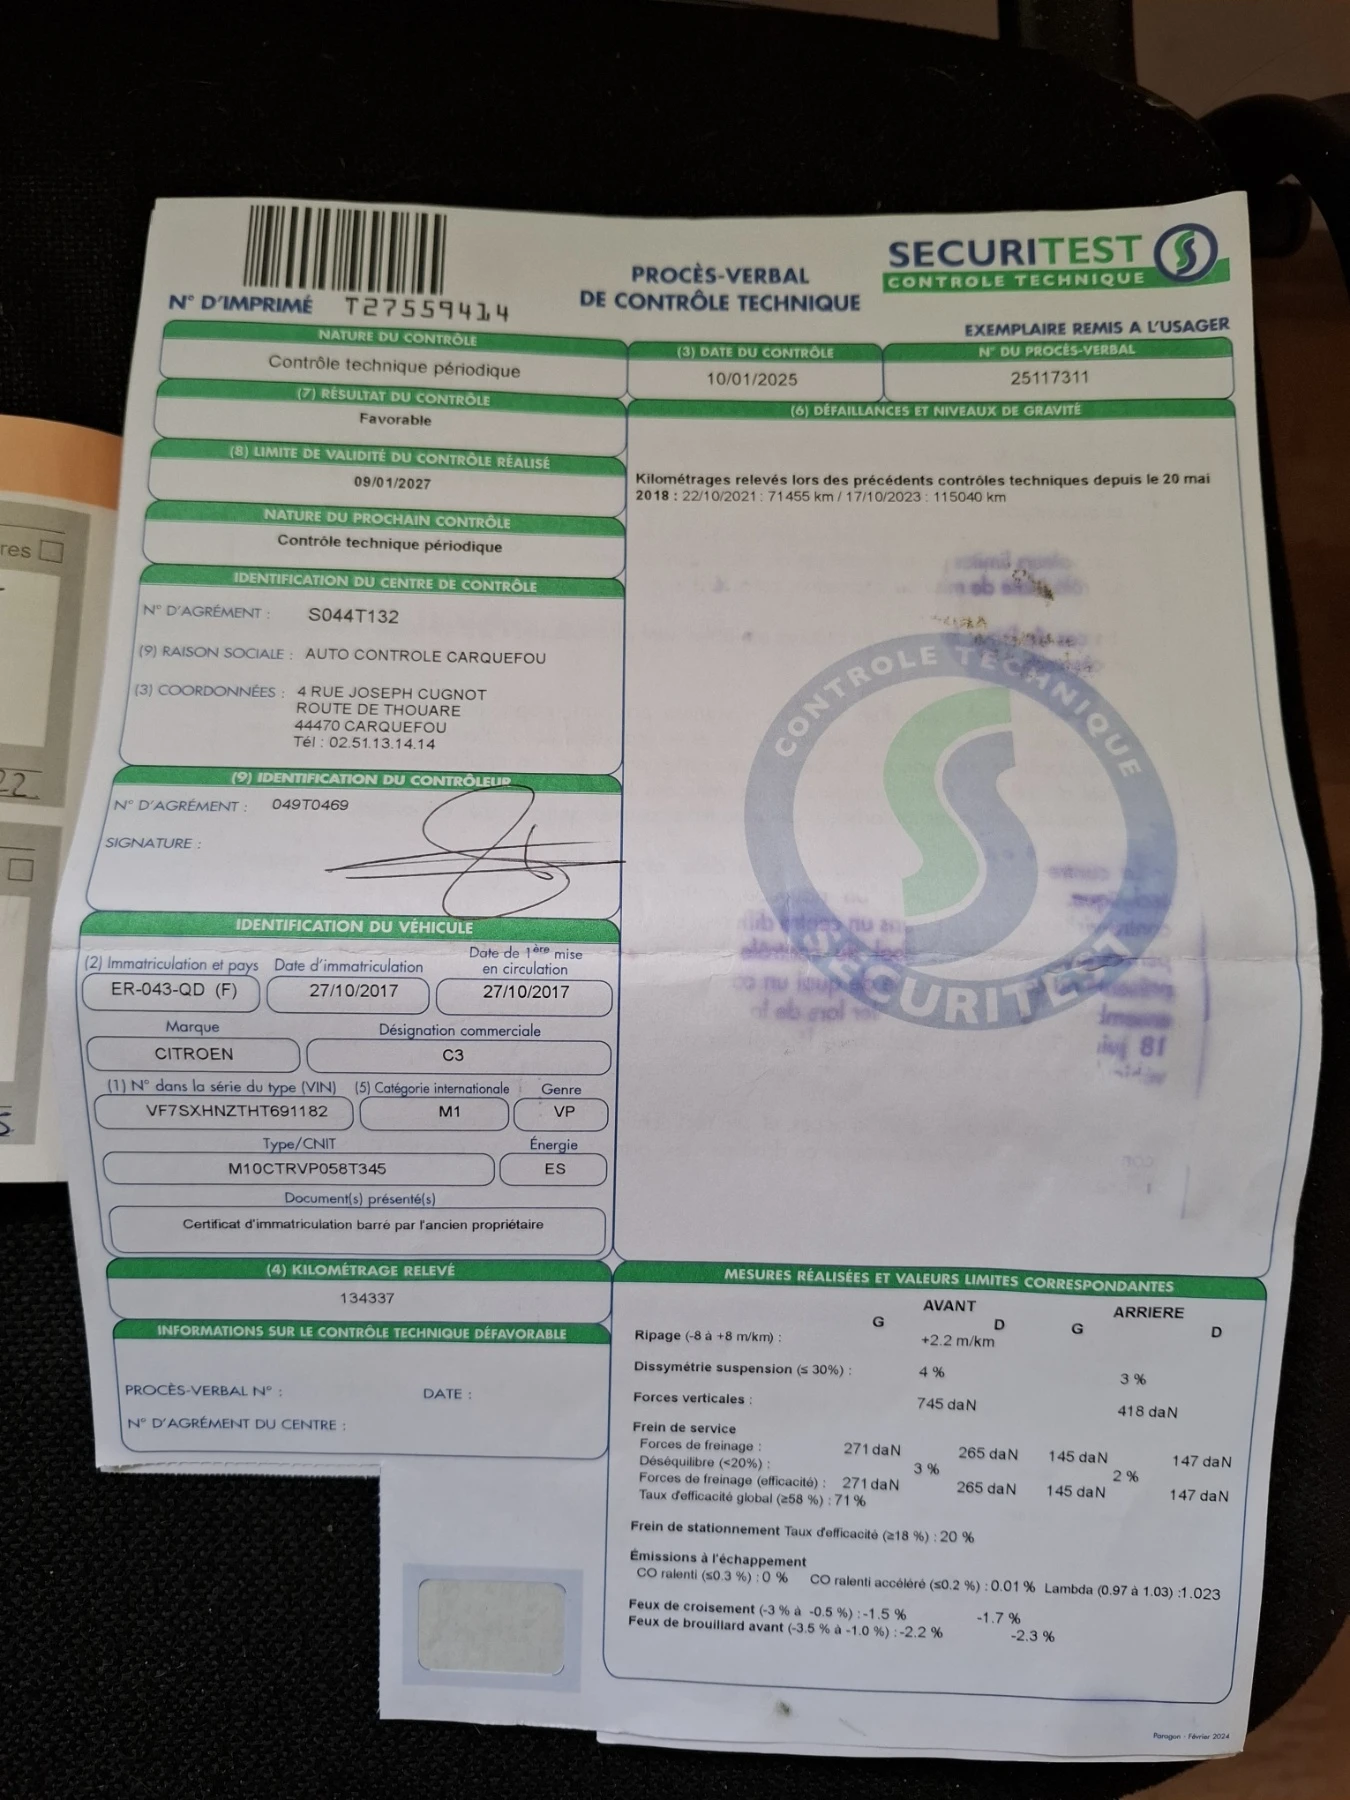 N° D'IMPRIMÉ T27559414
PROCÈS-VERBAL
DE CONTRÔLE TECHNIQUE
SECURITEST
CONTROLE TECHNIQUE
EXEMPLAIRE REMIS A L'USAGER
NATURE DU CONTRÔLE
Contrôle technique périodique
(3) DATE DU CONTRÔLE
10/01/2025
N° DU PROCÈS-VERBAL
25117311
(7) RÉSULTAT DU CONTRÔLE
Favorable
(8) LIMITE DE VALIDITÉ DU CONTRÔLE RÉALISÉ
09/01/2027
NATURE DU PROCHAIN CONTRÔLE
Contrôle technique périodique
IDENTIFICATION DU CENTRE DE CONTRÔLE
N° D'AGRÉMENT : S044T132
(9) RAISON SOCIALE : AUTO CONTROLE CARQUEFOU
(3) COORDONNÉES : 4 RUE JOSEPH CUGNOT
ROUTE DE THOUARE
44470 CARQUEFOU
Tél : 02.51.13.14.14
(9) IDENTIFICATION DU CONTRÔLEUR
N° D'AGRÉMENT : 049T0469
SIGNATURE :
IDENTIFICATION DU VÉHICULE
(2) Immatriculation et pays
ER-043-QD (F)
Date d'immatriculation
27/10/2017
Date de 1ère mise
en circulation
27/10/2017
Marque
CITROEN
Désignation commerciale
C3
(1) N° dans la série du type (VIN)
VF7SXHNZTHT691182
(5) Catégorie internationale
M1
Genre
VP
Type/CNIT
M10CTRVP058T345
Énergie
ES
Document(s) présenté(s)
Certificat d'immatriculation barré par l'ancien propriétaire
(4) KILOMÉTRAGE RELEVÉ
134337
INFORMATIONS SUR LE CONTRÔLE TECHNIQUE DÉFAVORABLE
PROCÈS-VERBAL N° : DATE :
N° D'AGRÉMENT DU CENTRE :
(6) DÉFAILLANCES ET NIVEAUX DE GRAVITÉ
Kilométrages relevés lors des précédents contrôles techniques depuis le 20 mai
2018 : 22/10/2021 : 71455 km / 17/10/2023 : 115040 km
CONTROLE TECHNIQUE
SECURITEST
MESURES RÉALISÉES ET VALEURS LIMITES CORRESPONDANTES
AVANT ARRIERE
G D G D
Ripage (-8 à +8 m/km) : +2.2 m/km
Dissymétrie suspension (≤ 30%) : 4 % 3 %
Forces verticales : 745 daN 418 daN
Frein de service
Forces de freinage : 271 daN 265 daN 145 daN 147 daN
Déséquilibre (<20%) : 3 % 2 %
Forces de freinage (efficacité) : 271 daN 265 daN 145 daN 147 daN
Taux d'efficacité global (≥58 %) : 71 %
Frein de stationnement Taux d'efficacité (≥18 %) : 20 %
Émissions à l'échappement
CO ralenti (≤0.3 %) : 0 % CO ralenti accéléré (≤0.2 %) : 0.01 % Lambda (0.97 à 1.03) :1.023
Feux de croisement (-3 % à -0.5 %) : -1.5 % -1.7 %
Feux de brouillard avant (-3.5 % à -1.0 %) : -2.2 % -2.3 %
Paragon - Février 2024
res
22